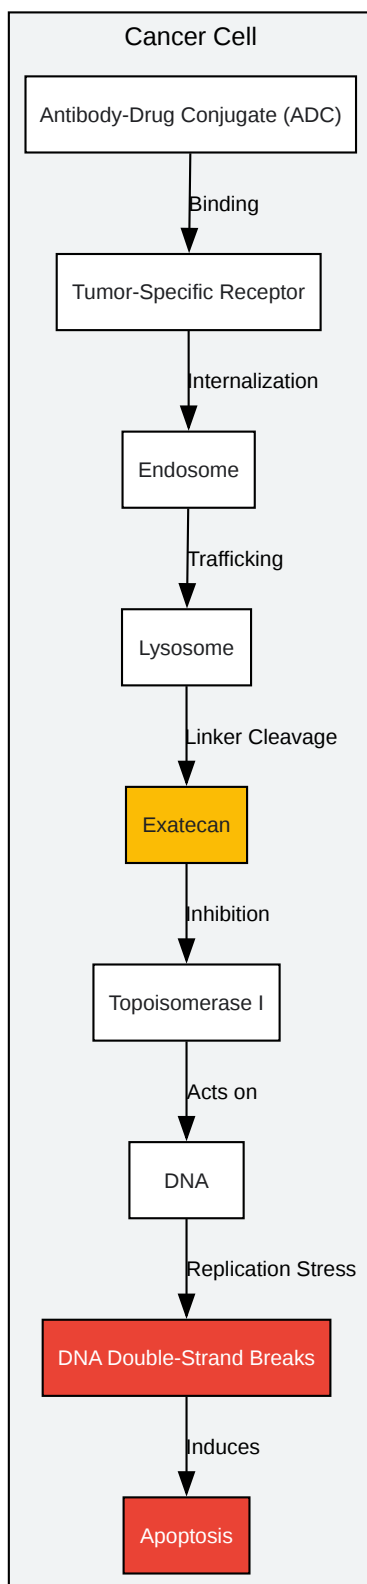 Cancer Cell
Antibody-Drug Conjugate (ADC)
Binding
Tumor-Specific Receptor
Internalization
Endosome
Trafficking
Lysosome
Linker Cleavage
Exatecan
Inhibition
Topoisomerase I
Acts on
DNA
Replication Stress
DNA Double-Strand Breaks
Induces
Apoptosis